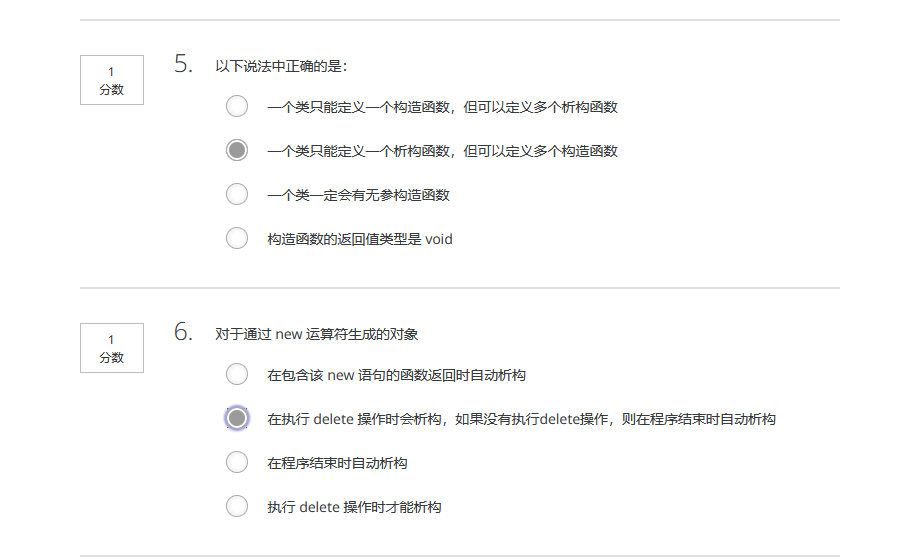 1
分数
5.
以下说法中正确的是：
一个类只能定义一个构造函数，但可以定义多个析构函数
一个类只能定义一个析构函数，但可以定义多个构造函数
一个类一定会有无参构造函数
构造函数的返回值类型是 void
1
分数
6.
对于通过 new 运算符生成的对象
在包含该 new 语句的函数返回时自动析构
在执行 delete 操作时会析构，如果没有执行delete操作，则在程序结束时自动析构
在程序结束时自动析构
执行 delete 操作时才能析构